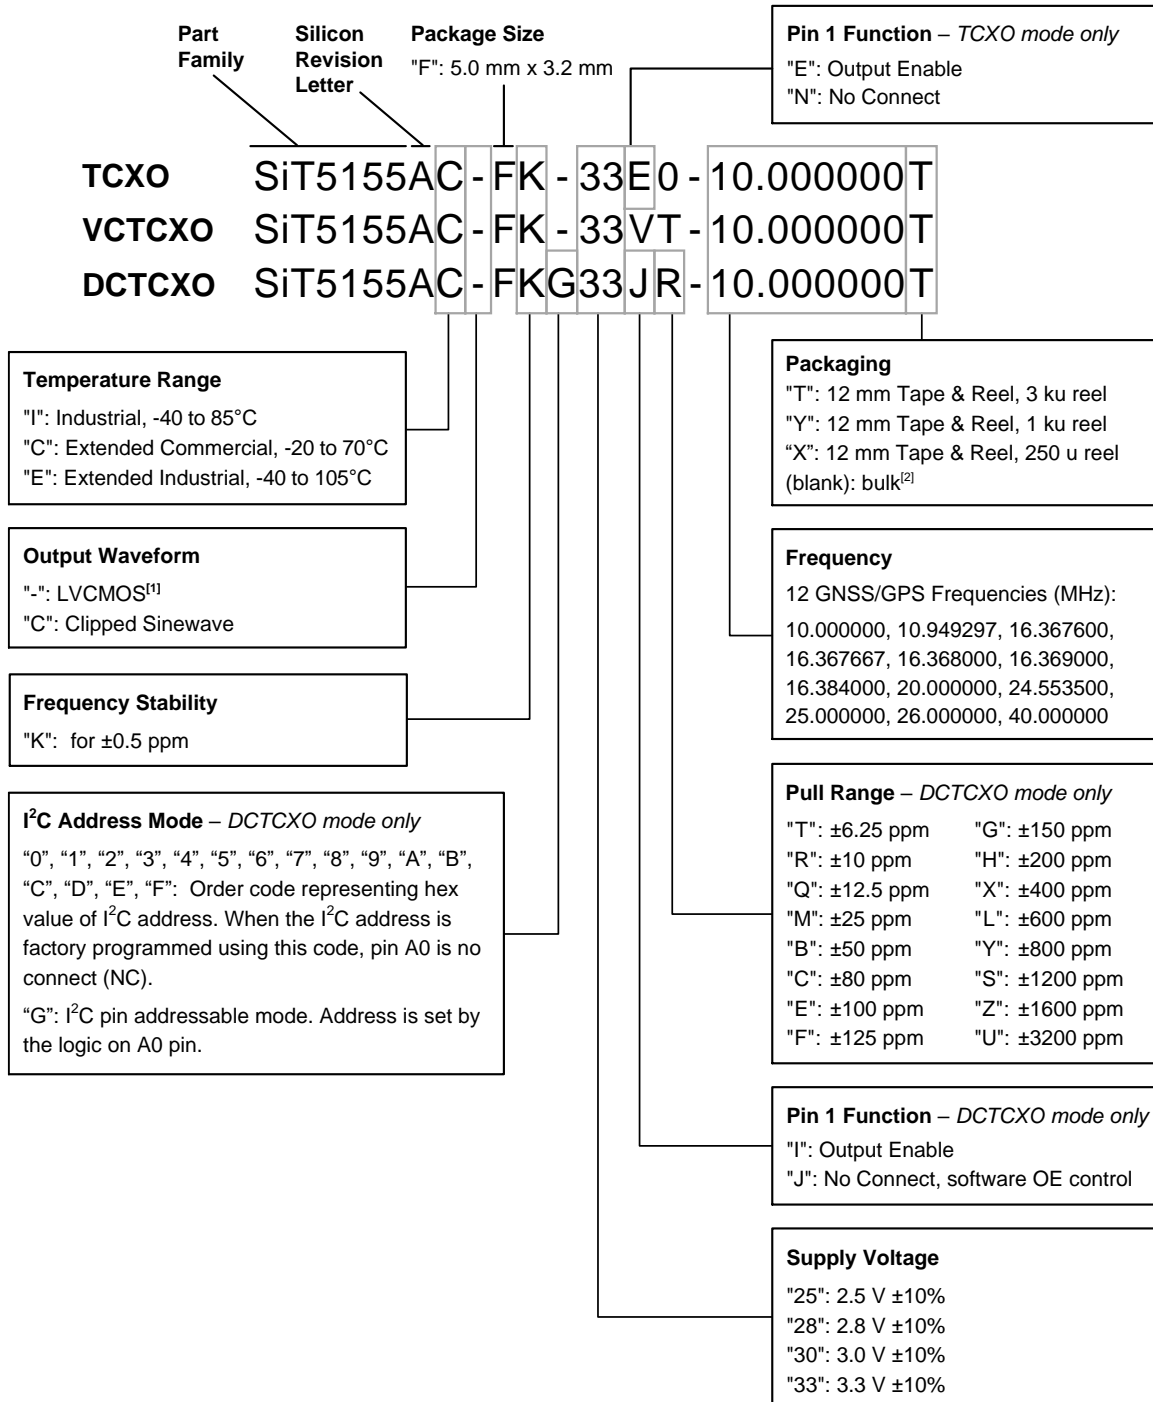 Part Family
Silicon Revision Letter
Package Size
"F": 5.0 mm x 3.2 mm
Pin 1 Function – TCXO mode only
"E": Output Enable
"N": No Connect
TCXO SiT5155AC-FK-33E0-10.000000T
VCTCXO SiT5155AC-FK-33VT-10.000000T
DCTCXO SiT5155AC-FKG33JR-10.000000T
Temperature Range
"I": Industrial, -40 to 85°C
"C": Extended Commercial, -20 to 70°C
"E": Extended Industrial, -40 to 105°C
Output Waveform
"-": LVCMOS[1]
"C": Clipped Sinewave
Frequency Stability
"K": for ±0.5 ppm
I2C Address Mode – DCTCXO mode only
“0”, “1”, “2”, “3”, “4”, “5”, “6”, “7”, “8”, “9”, “A”, “B”,
“C”, “D”, “E”, “F”: Order code representing hex
value of I2C address. When the I2C address is
factory programmed using this code, pin A0 is no
connect (NC).
“G”: I2C pin addressable mode. Address is set by
the logic on A0 pin.
Packaging
"T": 12 mm Tape & Reel, 3 ku reel
"Y": 12 mm Tape & Reel, 1 ku reel
“X”: 12 mm Tape & Reel, 250 u reel
(blank): bulk[2]
Frequency
12 GNSS/GPS Frequencies (MHz):
10.000000, 10.949297, 16.367600,
16.367667, 16.368000, 16.369000,
16.384000, 20.000000, 24.553500,
25.000000, 26.000000, 40.000000
Pull Range – DCTCXO mode only
"T": ±6.25 ppm "G": ±150 ppm
"R": ±10 ppm "H": ±200 ppm
"Q": ±12.5 ppm "X": ±400 ppm
"M": ±25 ppm "L": ±600 ppm
"B": ±50 ppm "Y": ±800 ppm
"C": ±80 ppm "S": ±1200 ppm
"E": ±100 ppm "Z": ±1600 ppm
"F": ±125 ppm "U": ±3200 ppm
Pin 1 Function – DCTCXO mode only
"I": Output Enable
"J": No Connect, software OE control
Supply Voltage
"25": 2.5 V ±10%
"28": 2.8 V ±10%
"30": 3.0 V ±10%
"33": 3.3 V ±10%